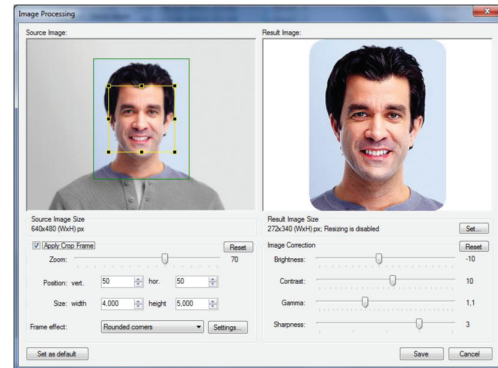 Image Processing
Source Image:
Result Image:
Source Image Size
640x480 (WxH) px
Result Image Size
272x340 (WxH) px; Resizing is disabled
Set...
Apply Crop Frame
Reset
Image Correction
Reset
Zoom:
70
Brightness:
-10
Position: vert.
50
hor.
50
Contrast:
10
Size: width
4,000
height
5,000
Gamma:
1,1
Frame effect:
Rounded corners
Settings...
Sharpness:
3
Set as default
Save
Cancel